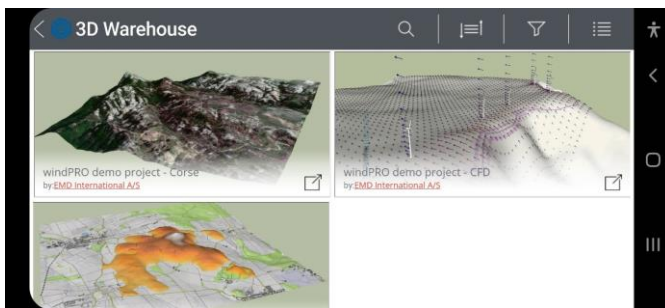 3D Warehouse
windPRO demo project - Corse
by:EMD International A/S
windPRO demo project - CFD
by:EMD International A/S